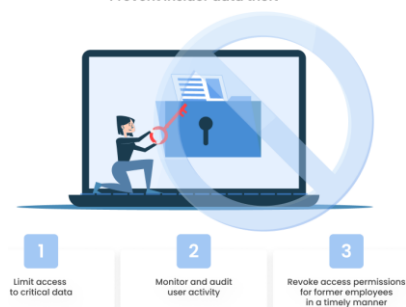 1
Limit access
to critical data
2
Monitor and audit
user activity
3
Revoke access permissions
for former employees
in a timely manner